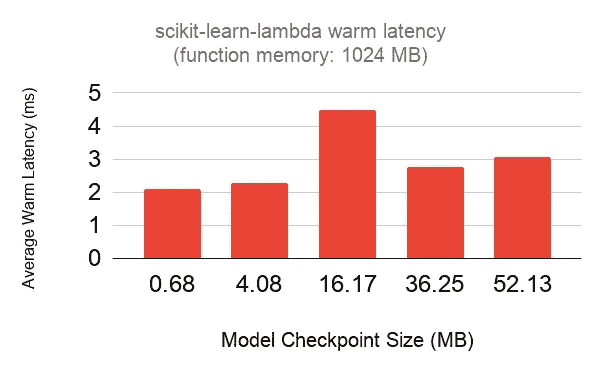 scikit-learn-lambda warm latency
(function memory: 1024 MB)
Average Warm Latency (ms)
5
4
3
2
1
0
0.68 4.08 16.17 36.25 52.13
Model Checkpoint Size (MB)